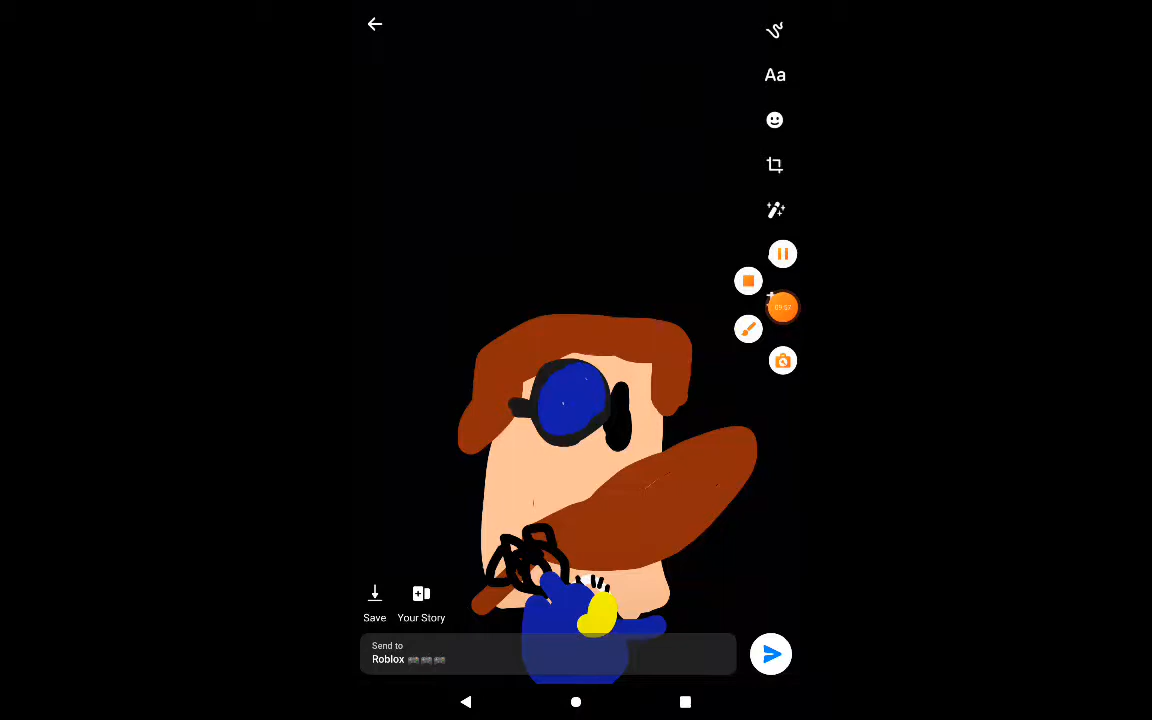 Aa
Save
Your Story
Send to
Roblox 🎮🎮🎮